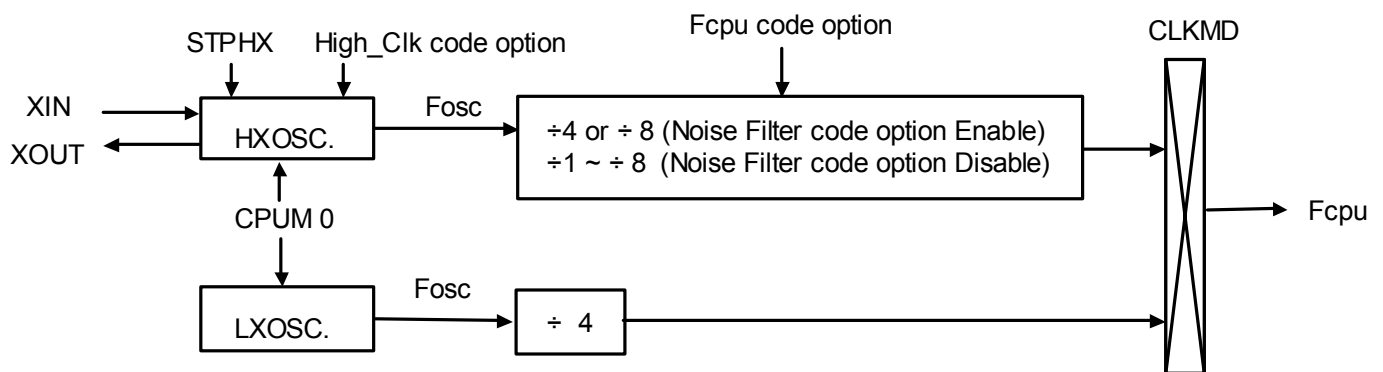 Fcpu code option
CLKMD
STPHX
High_Clk code option
XIN
XOUT
HXOSC.
Fosc
÷4 or ÷ 8 (Noise Filter code option Enable)
÷1 ~ ÷ 8 (Noise Filter code option Disable)
CPUM 0
Fcpu
LXOSC.
Fosc
÷ 4